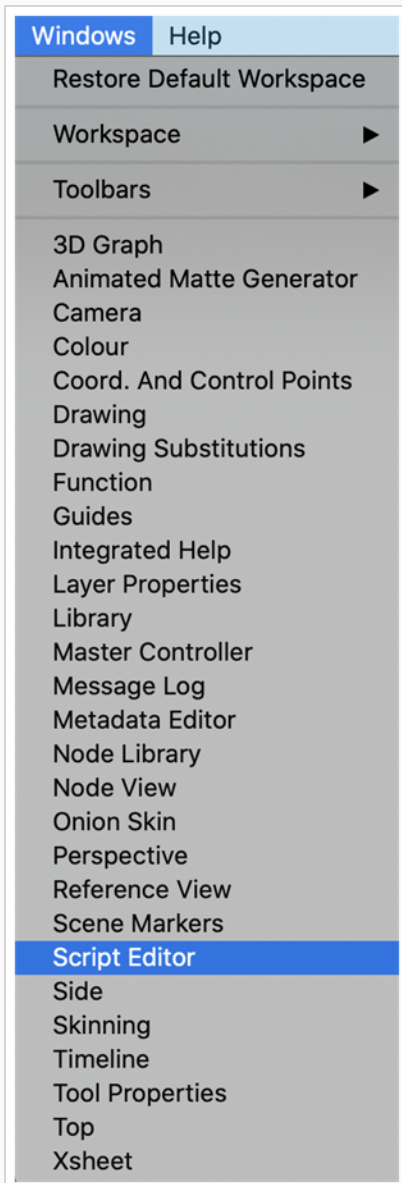 Windows Help
Restore Default Workspace
Workspace
Toolbars
3D Graph
Animated Matte Generator
Camera
Colour
Coord. And Control Points
Drawing
Drawing Substitutions
Function
Guides
Integrated Help
Layer Properties
Library
Master Controller
Message Log
Metadata Editor
Node Library
Node View
Onion Skin
Perspective
Reference View
Scene Markers
Script Editor
Side
Skinning
Timeline
Tool Properties
Top
Xsheet